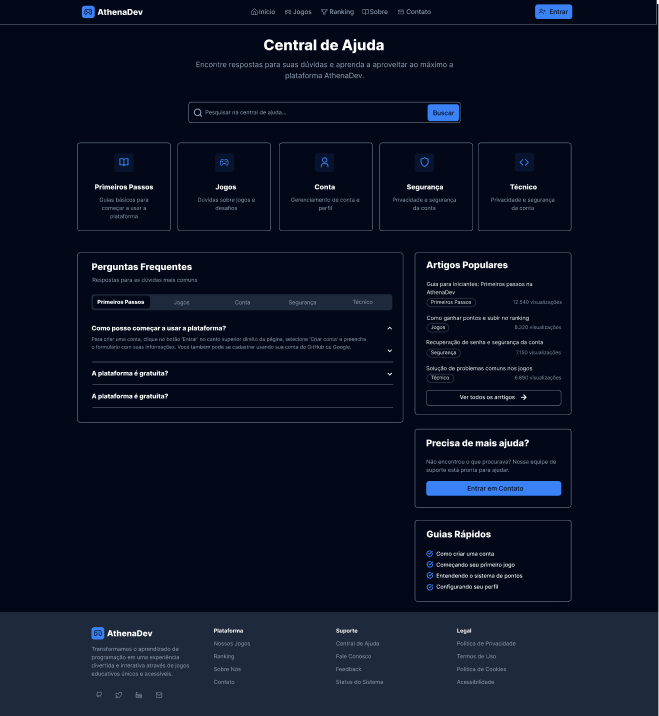 AthenaDev
Início
Jogos
Ranking
Sobre
Contato
Entrar
Central de Ajuda
Encontre respostas para suas dúvidas e aprenda a aproveitar ao máximo a
plataforma AthenaDev.
Pesquisar na central de ajuda...
Buscar
Primeiros Passos
Guias básicos para
começar a usar a
plataforma
Jogos
Dúvidas sobre jogos e
desafios
Conta
Gerenciamento de conta e
perfil
Segurança
Privacidade e segurança
da conta
Técnico
Privacidade e segurança
da conta
Perguntas Frequentes
Respostas para as dúvidas mais comuns
Primeiros Passos
Jogos
Conta
Segurança
Técnico
Como posso começar a usar a plataforma?
Para criar uma conta, clique no botão 'Entrar' no canto superior direito da página, selecione 'Criar conta' e preencha
o formulário com suas informações. Você também pode se cadastrar usando sua conta do GitHub ou Google.
A plataforma é gratuita?
A plataforma é gratuita?
Artigos Populares
Guia para iniciantes: Primeiros passos na
AthenaDev
Primeiros Passos
12.540 visualizações
Como ganhar pontos e subir no ranking
Jogos
8.320 visualizações
Recuperação de senha e segurança da conta
Segurança
7.150 visualizações
Solução de problemas comuns nos jogos
Técnico
6.890 visualizações
Ver todos os arrtigos
Precisa de mais ajuda?
Não encontrou o que procurava? Nossa equipe de
suporte está pronta para ajudar.
Entrar em Contato
Guias Rápidos
Como criar uma conta
Começando seu primeiro jogo
Entendendo o sistema de pontos
Configurando seu perfil
AthenaDev
Transformamos o aprendizado de
programação em uma experiência
divertida e interativa através de jogos
educativos únicos e acessíveis.
Plataforma
Nossos Jogos
Ranking
Sobre Nós
Contato
Suporte
Central de Ajuda
Fale Conosco
Feedback
Status do Sistema
Legal
Política de Privacidade
Termos de Uso
Política de Cookies
Acessibilidade